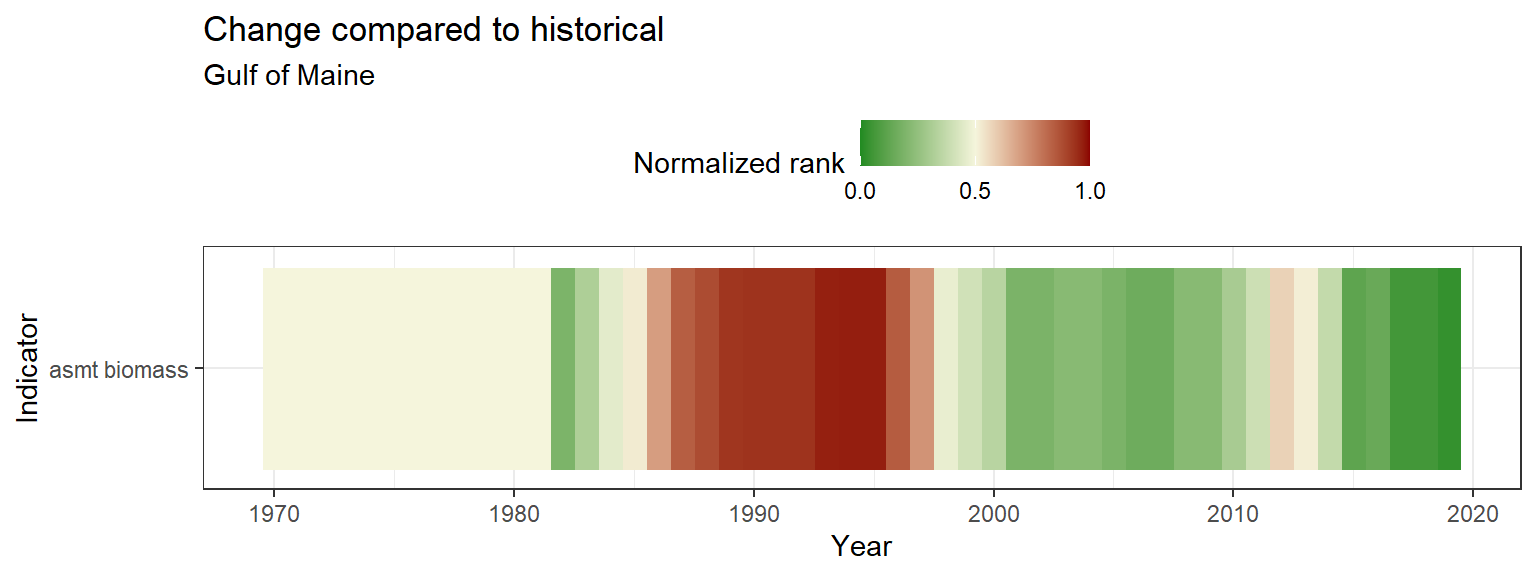 Change compared to historical
Gulf of Maine
Normalized rank
0.0 0.5 1.0
Indicator
asmt biomass
1970 1980 1990 2000 2010 2020
Year